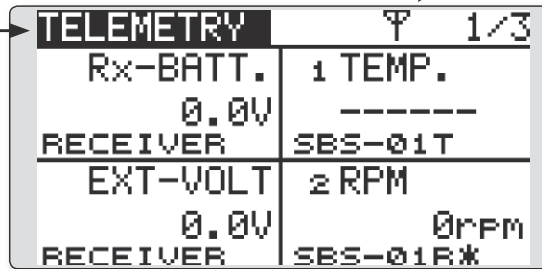 TELEMETRY 1/3
Rx-BATT.
0.0V
RECEIVER
1 TEMP.
------
SBS-01T
EXT-VOLT
0.0V
RECEIVER
2 RPM
0rpm
SBS-01R*